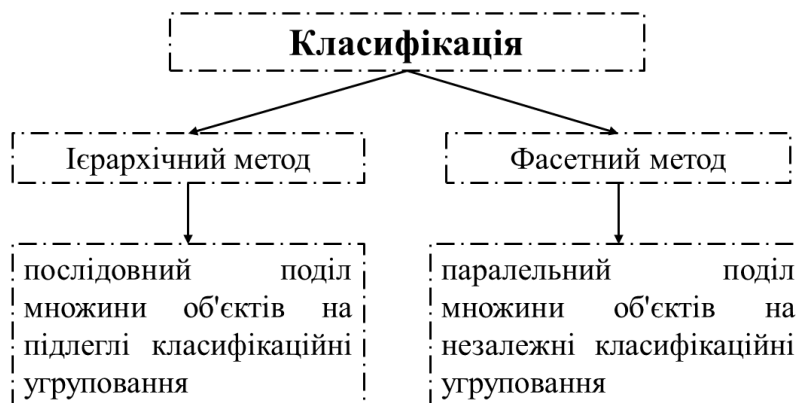 Класифікація
Ієрархічний метод
Фасетний метод
послідовний поділ
множини об'єктів на
підлеглі класифікаційні
угруповання
паралельний поділ
множини об'єктів на
незалежні класифікаційні
угруповання